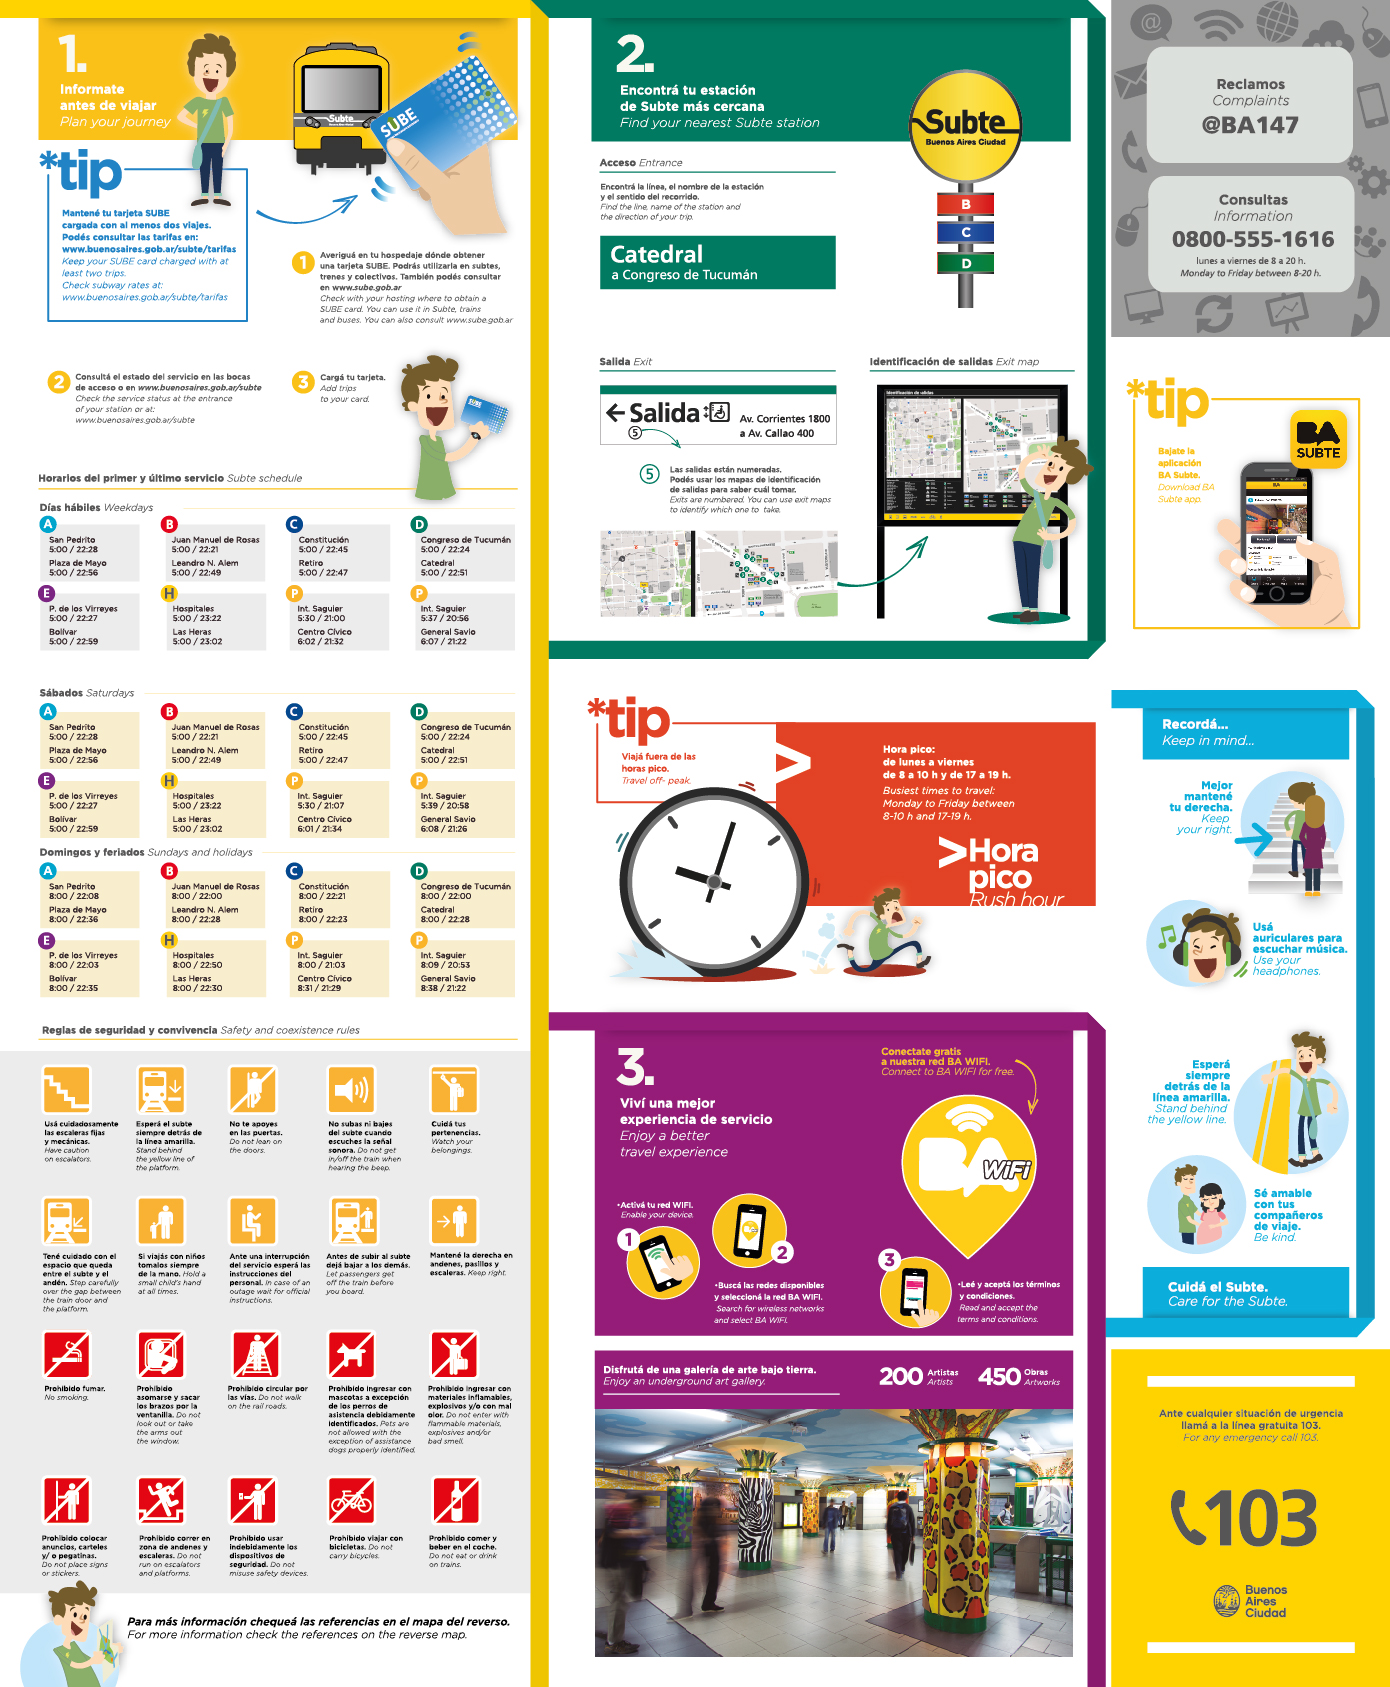 1.
Informate
antes de viajar
Plan your journey
Subte
SUBE
*tip
Mantené tu tarjeta SUBE
cargada con al menos dos viajes.
Podés consultar las tarifas en:
www.buenosaires.gob.ar/subte/tarifas
Keep your SUBE card charged with at
least two trips.
Check subway rates at:
www.buenosaires.gob.ar/subte/tarifas
1
Averiguá en tu hospedaje dónde obtener
una tarjeta SUBE. Podrás utilizarla en subtes,
trenes y colectivos. También podés consultar
en www.sube.gob.ar
Check with your hosting where to obtain a
SUBE card. You can use it in Subte, trains
and buses. You can also consult www.sube.gob.ar
2
Consultá el estado del servicio en las bocas
de acceso o en www.buenosaires.gob.ar/subte
Check the service status at the entrance
of your station or at:
www.buenosaires.gob.ar/subte
3
Cargá tu tarjeta.
Add trips
to your card.
SUBE
Horarios del primer y último servicio Subte schedule
Días hábiles Weekdays
A
San Pedrito
5:00 / 22:28
Plaza de Mayo
5:00 / 22:56
B
Juan Manuel de Rosas
5:00 / 22:21
Leandro N. Alem
5:00 / 22:49
C
Constitución
5:00 / 22:45
Retiro
5:00 / 22:47
D
Congreso de Tucumán
5:00 / 22:24
Catedral
5:00 / 22:51
E
P. de los Virreyes
5:00 / 22:27
Bolívar
5:00 / 22:59
H
Hospitales
5:00 / 23:22
Las Heras
5:00 / 23:02
P
Int. Saguier
5:30 / 21:00
Centro Cívico
6:02 / 21:32
P
Int. Saguier
5:37 / 20:56
General Savio
6:07 / 21:22
Sábados Saturdays
A
San Pedrito
5:00 / 22:28
Plaza de Mayo
5:00 / 22:56
B
Juan Manuel de Rosas
5:00 / 22:21
Leandro N. Alem
5:00 / 22:49
C
Constitución
5:00 / 22:45
Retiro
5:00 / 22:47
D
Congreso de Tucumán
5:00 / 22:24
Catedral
5:00 / 22:51
E
P. de los Virreyes
5:00 / 22:27
Bolívar
5:00 / 22:59
H
Hospitales
5:00 / 23:22
Las Heras
5:00 / 23:02
P
Int. Saguier
5:30 / 21:07
Centro Cívico
6:01 / 21:34
P
Int. Saguier
5:39 / 20:58
General Savio
6:08 / 21:26
Domingos y feriados Sundays and holidays
A
San Pedrito
8:00 / 22:08
Plaza de Mayo
8:00 / 22:36
B
Juan Manuel de Rosas
8:00 / 22:00
Leandro N. Alem
8:00 / 22:28
C
Constitución
8:00 / 22:21
Retiro
8:00 / 22:23
D
Congreso de Tucumán
8:00 / 22:00
Catedral
8:00 / 22:28
E
P. de los Virreyes
8:00 / 22:03
Bolívar
8:00 / 22:35
H
Hospitales
8:00 / 22:50
Las Heras
8:00 / 22:30
P
Int. Saguier
8:00 / 21:03
Centro Cívico
8:31 / 21:29
P
Int. Saguier
8:09 / 20:53
General Savio
8:38 / 21:22
Reglas de seguridad y convivencia Safety and coexistence rules
Usá cuidadosamente
las escaleras fijas
y mecánicas.
Have caution
on escalators.
Esperá el subte
siempre detrás de
la línea amarilla.
Stand behind
the yellow line of
the platform.
No te apoyes
en las puertas.
Do not lean on
the doors.
No subas ni bajes
del subte cuando
escuches la señal
sonora. Do not get
in/off the train when
hearing the beep.
Cuidá tus
pertenencias.
Watch your
belongings.
Tené cuidado con el
espacio que queda
entre el subte y el
andén. Step carefully
over the gap between
the train door and
the platform.
Si viajás con niños
tomalos siempre
de la mano. Hold a
small child's hand
at all times.
Ante una interrupción
del servicio esperá las
instrucciones del
personal. In case of an
outage wait for official
instructions.
Antes de subir al subte
dejá bajar a los demás.
Let passengers get
off the train before
you board.
Mantené la derecha en
andenes, pasillos y
escaleras. Keep right.
Prohibido fumar.
No smoking.
Prohibido
asomarse y sacar
los brazos por la
ventanilla. Do not
look out or take
the arms out
the window.
Prohibido circular por
las vías. Do not walk
on the rail roads.
Prohibido ingresar con
mascotas a excepción
de los perros de
asistencia debidamente
identificados. Pets are
not allowed with the
exception of assistance
dogs properly identified.
Prohibido ingresar con
materiales inflamables,
explosivos y/o con mal
olor. Do not enter with
flammable materials,
explosives and/or
bad smell.
Prohibido colocar
anuncios, carteles
y/ o pegatinas.
Do not place signs
or stickers.
Prohibido correr en
zona de andenes y
escaleras. Do not
run on escalators
and platforms.
Prohibido usar
indebidamente los
dispositivos de
seguridad. Do not
misuse safety devices.
Prohibido viajar con
bicicletas. Do not
carry bicycles.
Prohibido comer y
beber en el coche.
Do not eat or drink
on trains.
Para más información chequeá las referencias en el mapa del reverso.
For more information check the references on the reverse map.
2.
Encontrá tu estación
de Subte más cercana
Find your nearest Subte station
Subte
Buenos Aires Ciudad
B
C
D
Acceso Entrance
Encontrá la línea, el nombre de la estación
y el sentido del recorrido.
Find the line, name of the station and
the direction of your trip.
Catedral
a Congreso de Tucumán
Salida Exit
← Salida
5
Av. Corrientes 1800
a Av. Callao 400
5
Las salidas están numeradas.
Podés usar los mapas de identificación
de salidas para saber cuál tomar.
Exits are numbered. You can use exit maps
to identify which one to take.
Identificación de salidas Exit map
Identificación de salidas
*tip
Viajá fuera de las
horas pico.
Travel off- peak.
Hora pico:
de lunes a viernes
de 8 a 10 h y de 17 a 19 h.
Busiest times to travel:
Monday to Friday between
8-10 h and 17-19 h.
>Hora
pico
Rush hour
3.
Viví una mejor
experiencia de servicio
Enjoy a better
travel experience
Conectate gratis
a nuestra red BA WIFI.
Connect to BA WIFI for free.
BA WiFi
•Activá tu red WIFI.
Enable your device.
1
2
•Buscá las redes disponibles
y seleccioná la red BA WIFI.
Search for wireless networks
and select BA WIFI.
3
•Leé y aceptá los términos
y condiciones.
Read and accept the
terms and conditions.
Disfrutá de una galería de arte bajo tierra.
Enjoy an underground art gallery.
200 Artistas
Artists
450 Obras
Artworks
Reclamos
Complaints
@BA147
Consultas
Information
0800-555-1616
lunes a viernes de 8 a 20 h.
Monday to Friday between 8-20 h.
*tip
Bajate la
aplicación
BA Subte.
Download BA
Subte app.
BA
SUBTE
Recordá...
Keep in mind...
Mejor
mantené
tu derecha.
Keep
your right.
Usá
auriculares para
escuchar música.
Use your
headphones.
Esperá
siempre
detrás de la
línea amarilla.
Stand behind
the yellow line.
Sé amable
con tus
compañeros
de viaje.
Be kind.
Cuidá el Subte.
Care for the Subte.
Ante cualquier situación de urgencia
llamá a la línea gratuita 103.
For any emergency call 103.
103
Buenos
Aires
Ciudad